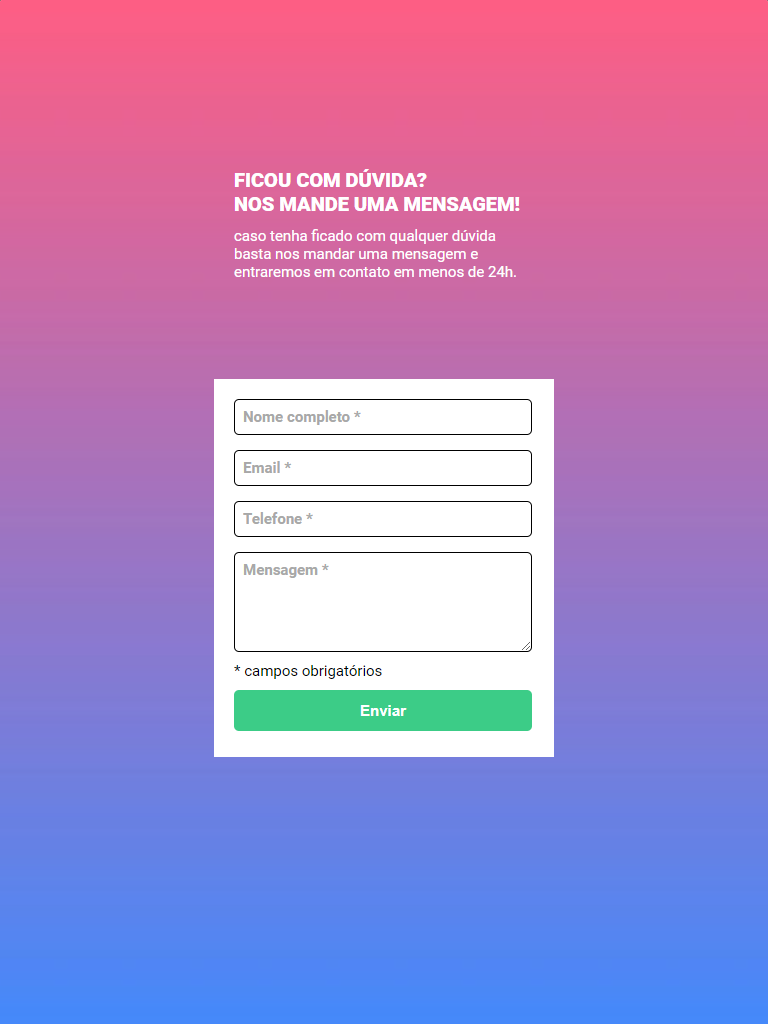 FICOU COM DÚVIDA?
NOS MANDE UMA MENSAGEM!
caso tenha ficado com qualquer dúvida
basta nos mandar uma mensagem e
entraremos em contato em menos de 24h.
Nome completo *
Email *
Telefone *
Mensagem *
* campos obrigatórios
Enviar